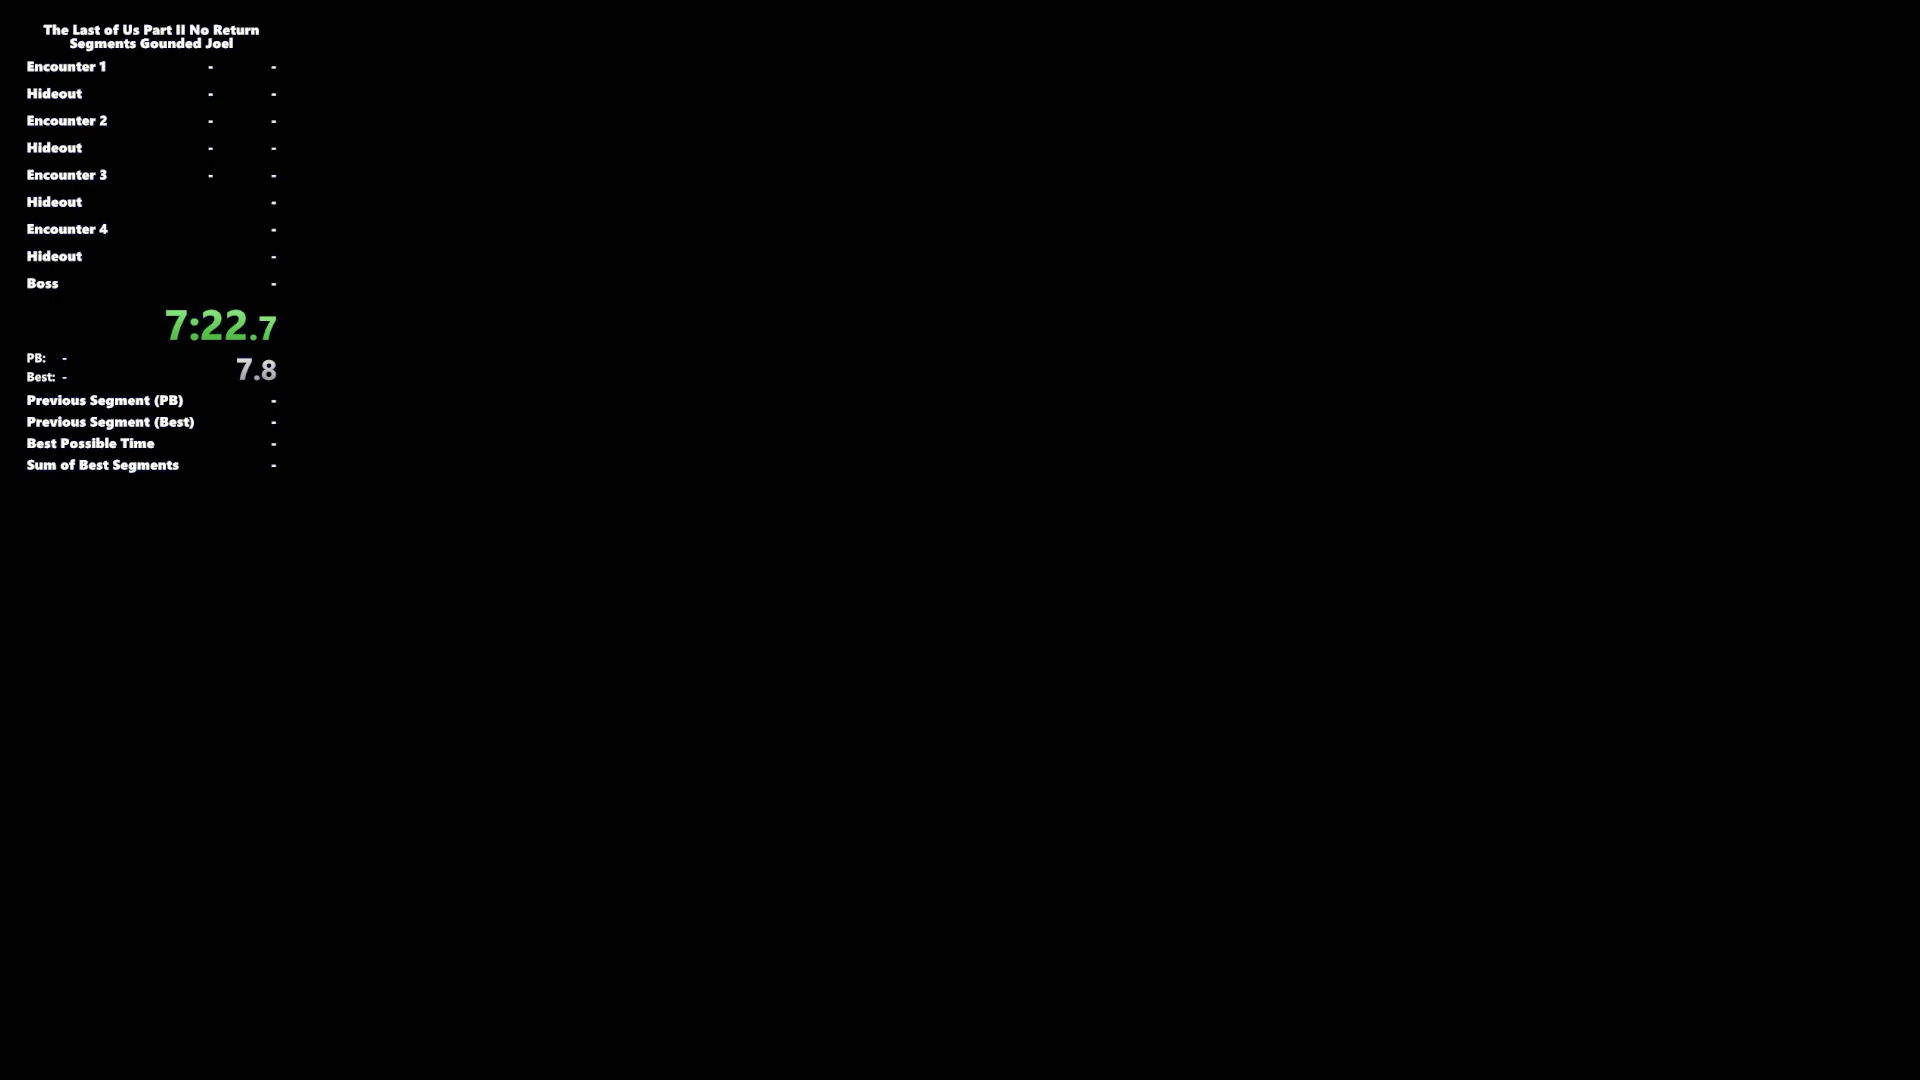 The Last of Us Part II No Return
Segments Gounded Joel
Encounter 1 - -
Hideout - -
Encounter 2 - -
Hideout - -
Encounter 3 - -
Hideout -
Encounter 4 -
Hideout -
Boss -
7:22.7
PB: -
Best: -
7.8
Previous Segment (PB) -
Previous Segment (Best) -
Best Possible Time -
Sum of Best Segments -